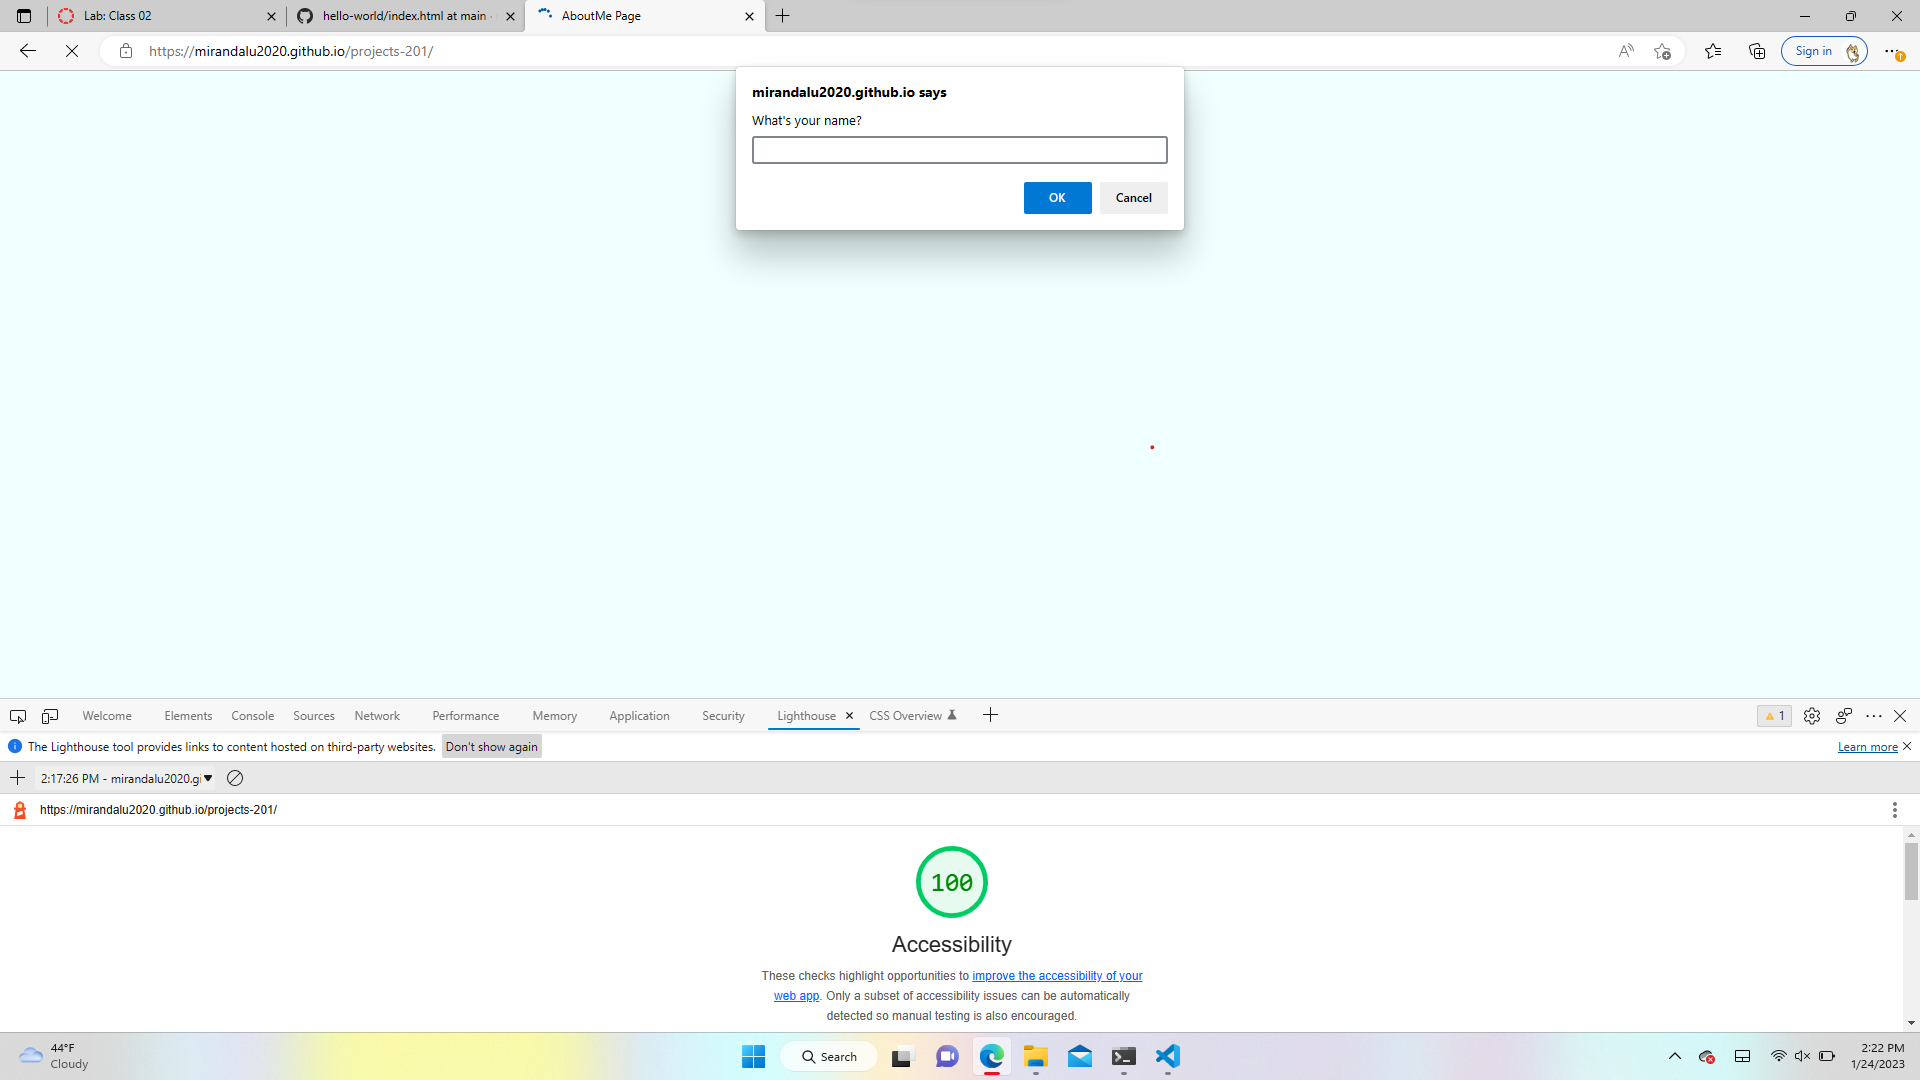 Lab: Class 02
hello-world/index.html at main ·
AboutMe Page
https://mirandalu2020.github.io/projects-201/
Sign in
mirandalu2020.github.io says
What's your name?
OK
Cancel
Welcome
Elements
Console
Sources
Network
Performance
Memory
Application
Security
Lighthouse
CSS Overview
1
The Lighthouse tool provides links to content hosted on third-party websites.
Don't show again
Learn more
2:17:26 PM - mirandalu2020.gi
https://mirandalu2020.github.io/projects-201/
100
Accessibility
These checks highlight opportunities to improve the accessibility of your
web app. Only a subset of accessibility issues can be automatically
detected so manual testing is also encouraged.
44°F
Cloudy
Search
2:22 PM
1/24/2023